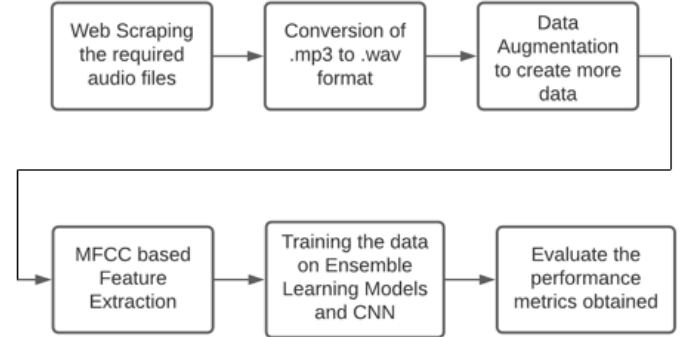 Web Scraping
the required
audio files
Conversion of
.mp3 to .wav
format
Data
Augmentation
to create more
data
MFCC based
Feature
Extraction
Training the data
on Ensemble
Learning Models
and CNN
Evaluate the
performance
metrics obtained